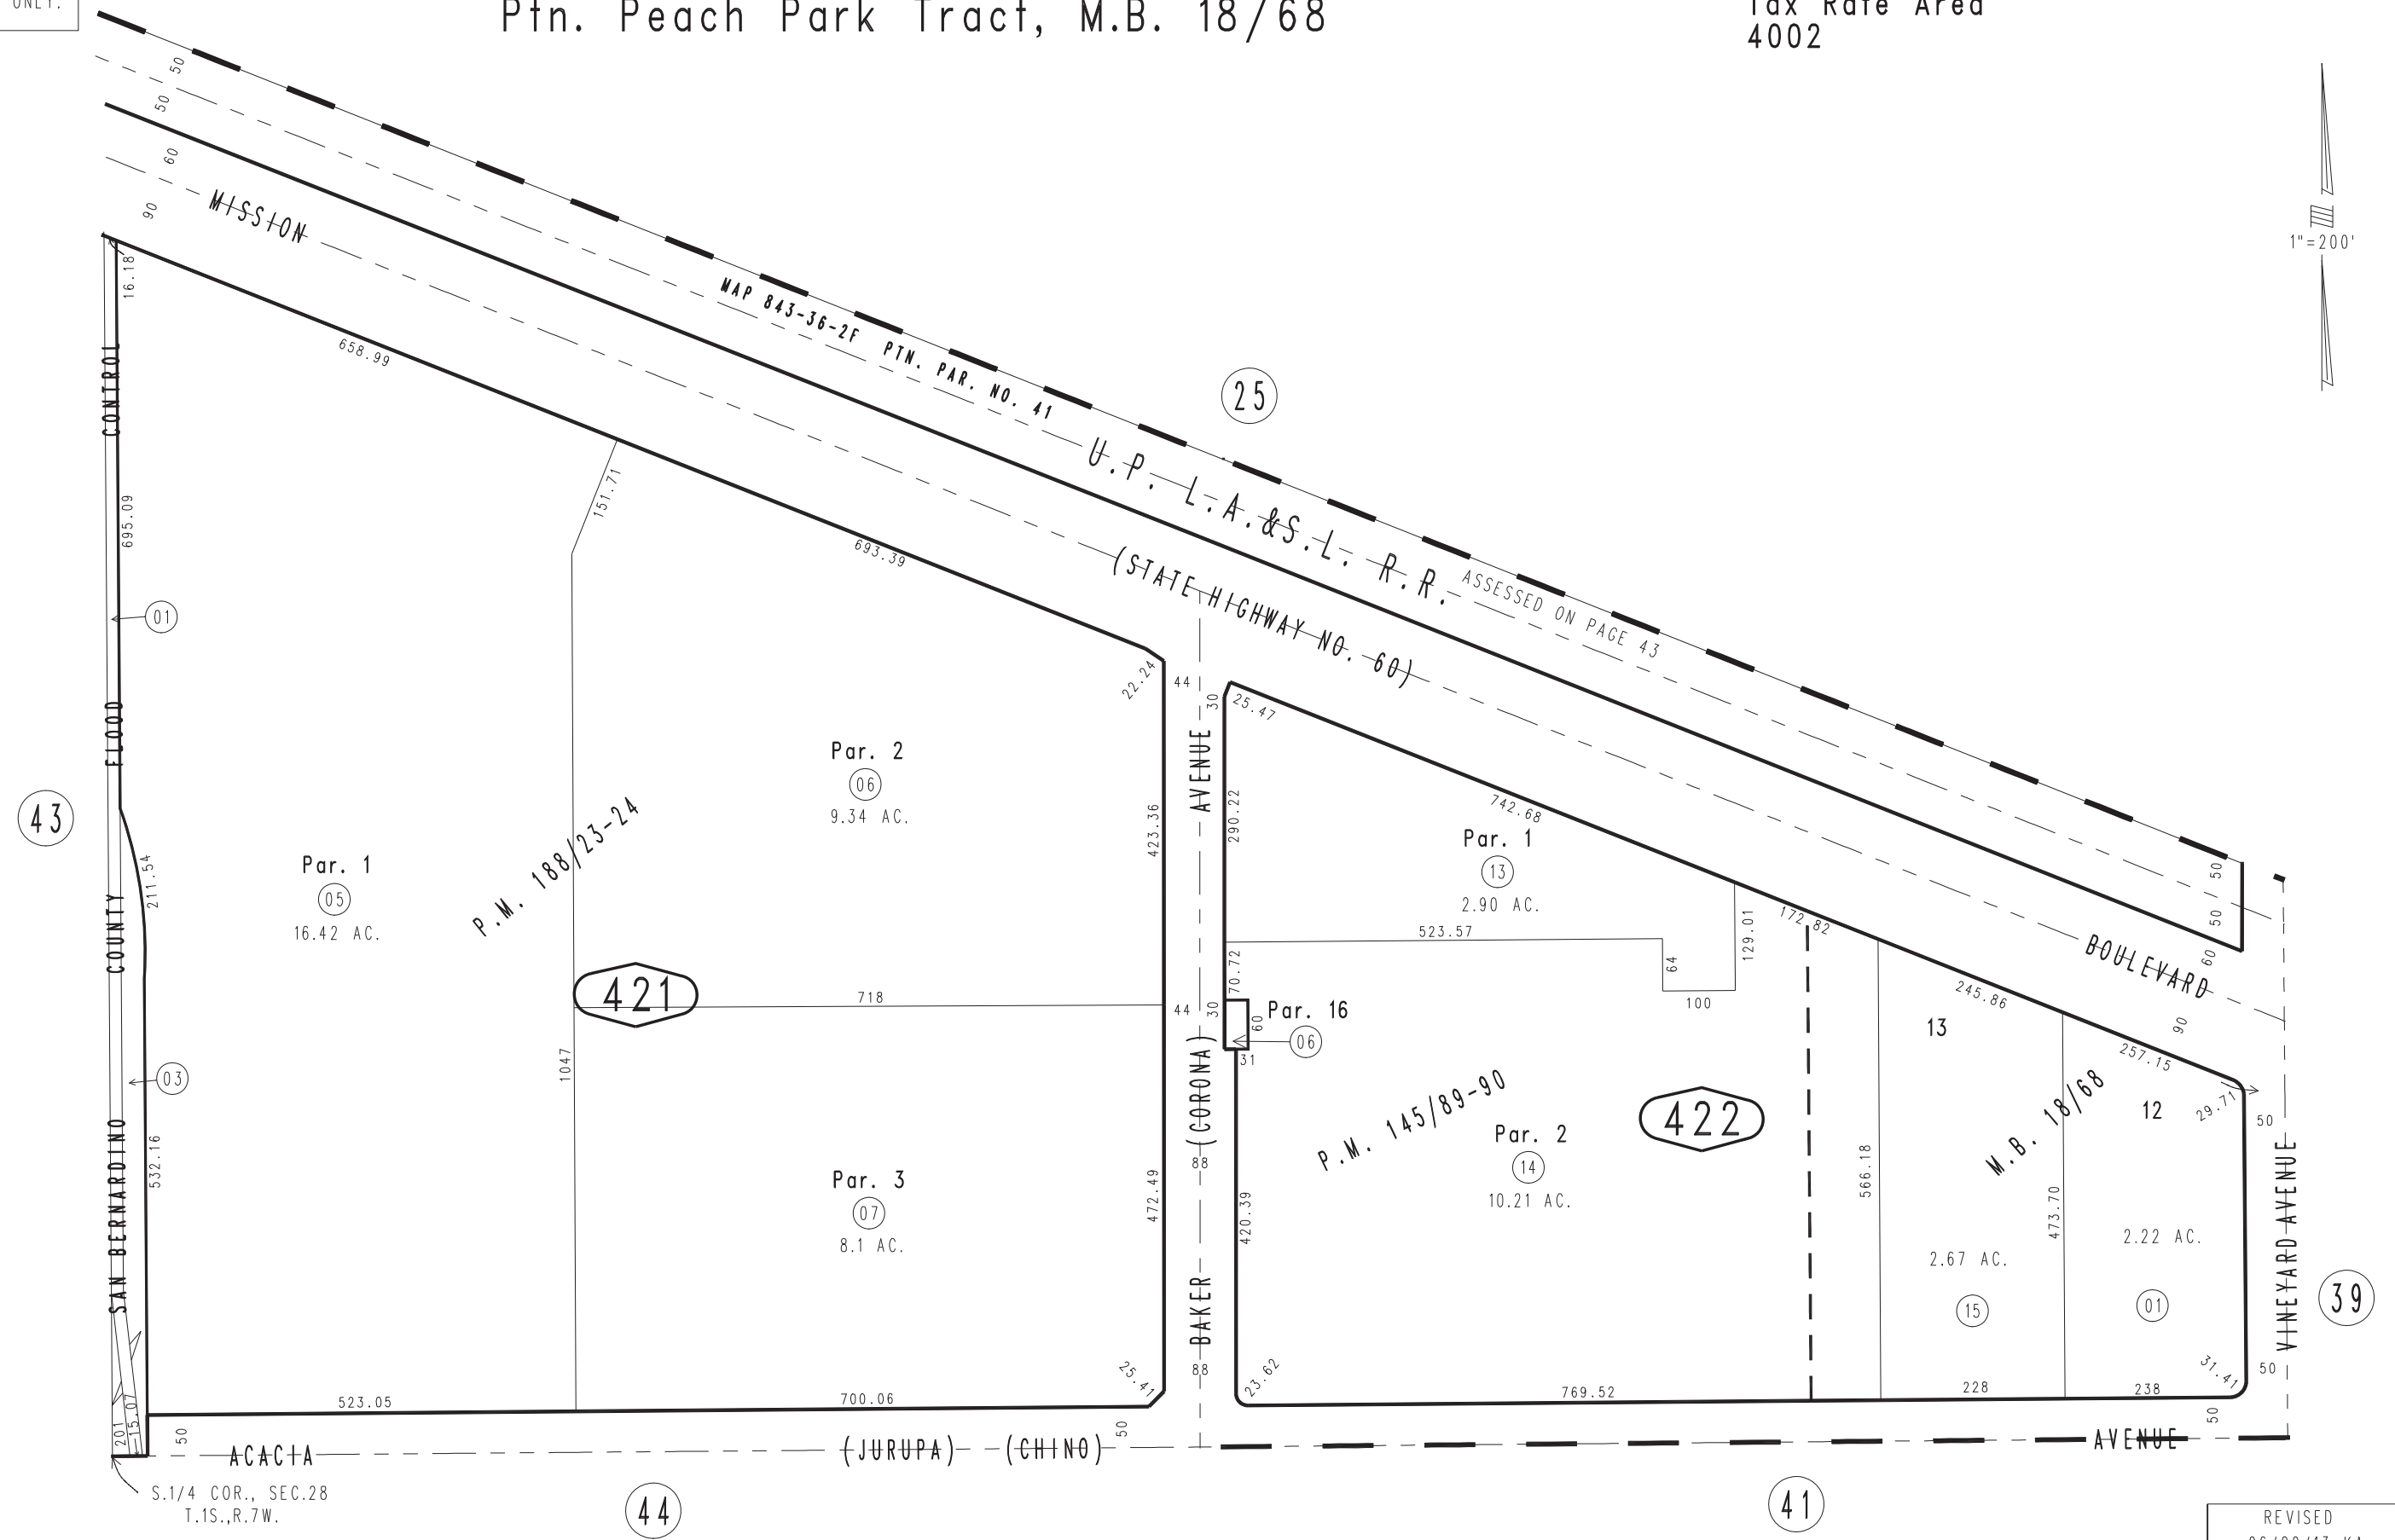 ONLY.
Ptn. Peach Park Tract, M.B. 18/68
Tax Rate Area
4002
1"=200'
50
50
60
90
MISSION
16.18
658.99
MAP 843-36-2F PTN. PAR. NO. 41
25
U.P. L.A.&S.L. R.R.
(STATE HIGHWAY NO. 60)
ASSESSED ON PAGE 43
CONTROL
695.09
151.71
693.39
01
22.24
44
30
25.47
FLOOD
43
Par. 2
06
9.34 AC.
AVENUE
290.22
742.68
423.36
Par. 1
13
2.90 AC.
P.M. 188/23-24
Par. 1
05
16.42 AC.
211.54
COUNTY
523.57
172.82
129.01
64
100
70.72
50
50
60
BOULEVARD
421
718
44
30
60
Par. 16
06
31
245.86
13
90
257.15
1047
03
(CORONA)
P.M. 145/89-90
422
M.B. 18/68
12
29.71
50
SAN BERNARDINO
532.16
Par. 3
07
8.1 AC.
88
472.49
420.39
Par. 2
14
10.21 AC.
566.18
473.70
2.67 AC.
15
2.22 AC.
01
VINEYARD AVENUE
39
BAKER
88
25.41
23.62
31.41
50
523.05
700.06
769.52
228
238
201
15.07
50
50
50
ACACIA
(JURUPA)
(CHINO)
AVENUE
S.1/4 COR., SEC.28
T.1S.,R.7W.
44
41
REVISED